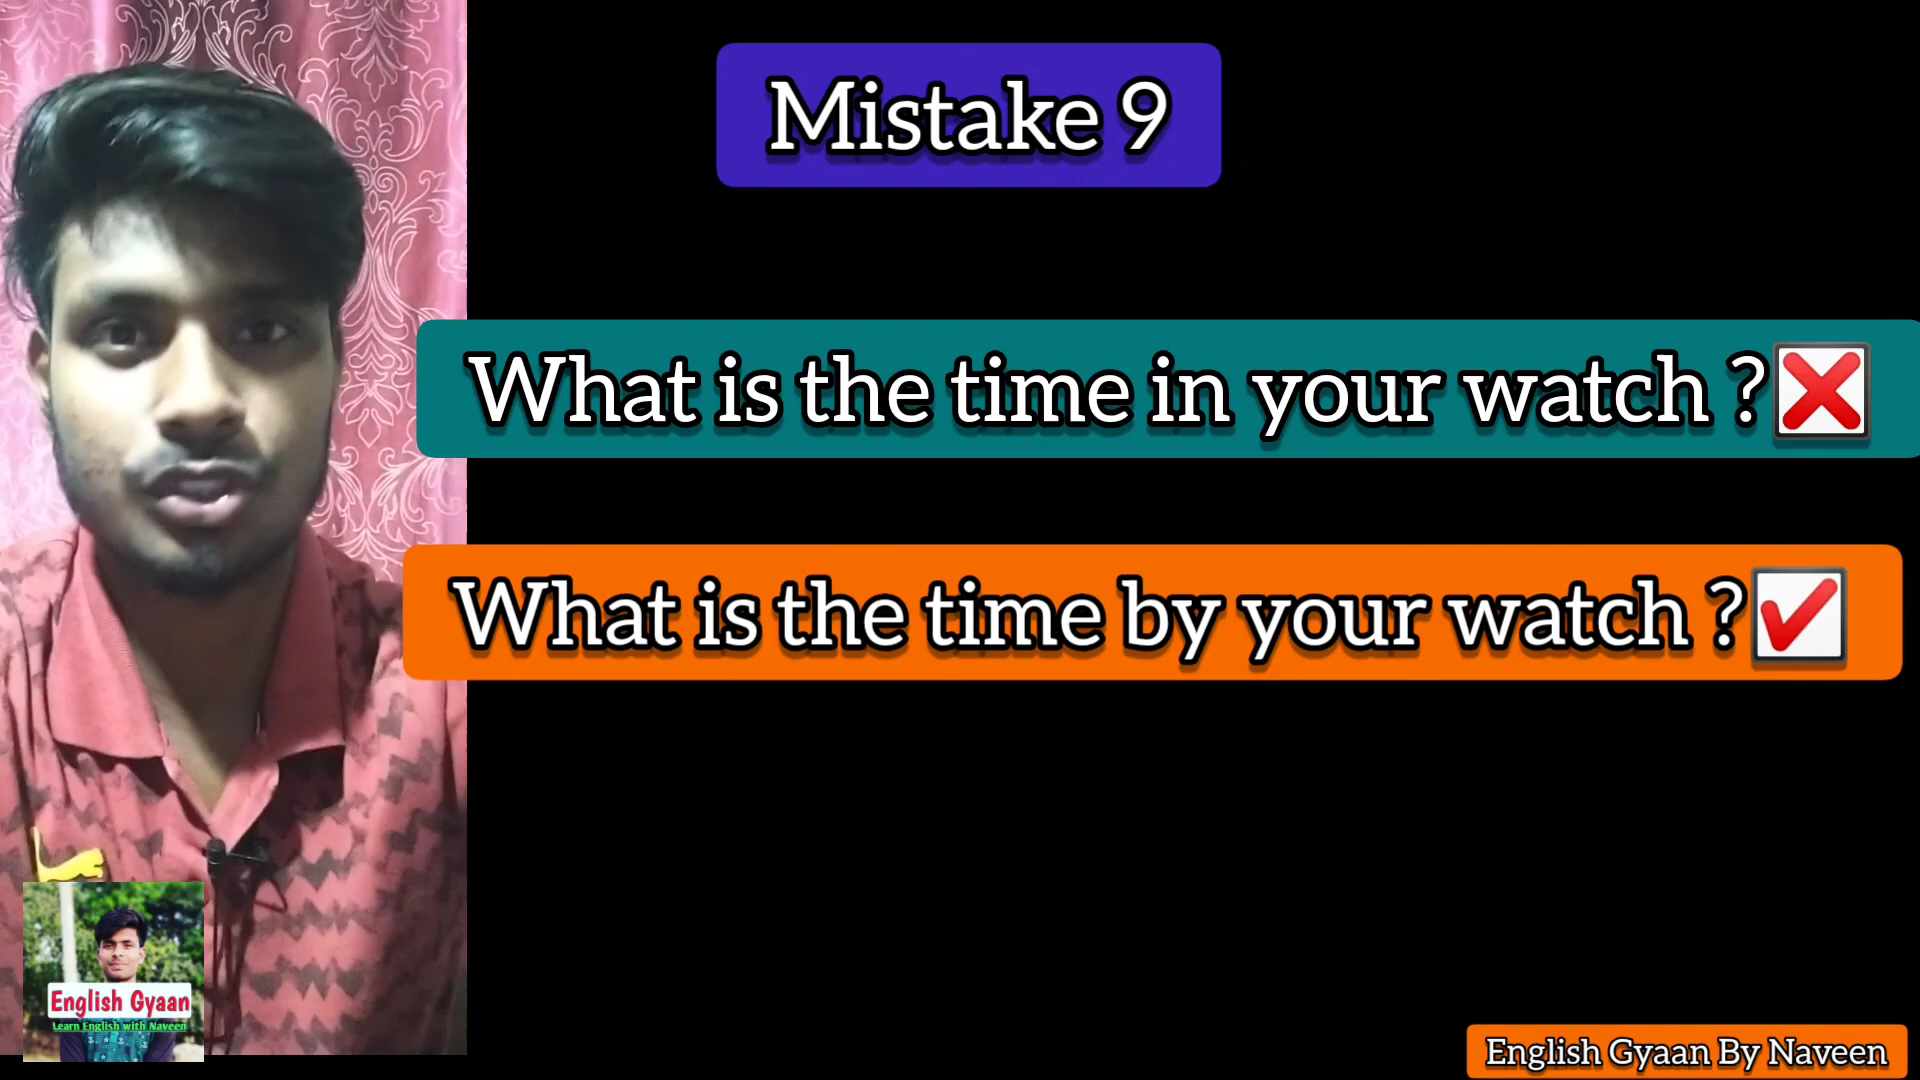 Mistake 9
What is the time in your watch ?❌
What is the time by your watch ?✔
English Gyaan
Learn English with Naveen
English Gyaan By Naveen